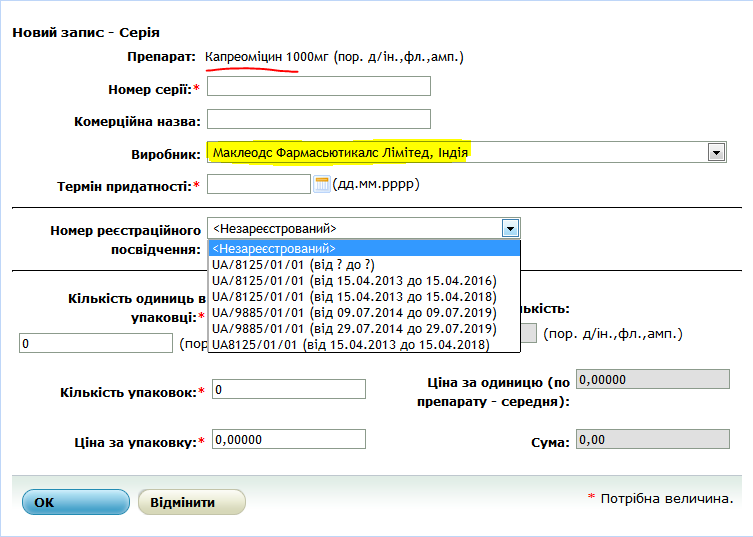 Новий запис - Серія
Препарат: Капреоміцин 1000мг (пор. д/ін.,фл.,амп.)
Номер серії:*
Комерційна назва:
Виробник: Маклеодс Фармасьютикалс Лімітед, Індія
Термін придатності:* (дд.мм.рррр)
Номер реєстраційного посвідчення: <Незареєстрований>
<Незареєстрований>
UA/8125/01/01 (від ? до ?)
UA/8125/01/01 (від 15.04.2013 до 15.04.2016)
UA/8125/01/01 (від 15.04.2013 до 15.04.2018)
UA/9885/01/01 (від 09.07.2014 до 09.07.2019)
UA/9885/01/01 (від 29.07.2014 до 29.07.2019)
UA8125/01/01 (від 15.04.2013 до 15.04.2018)
Кількість одиниць в
упаковці:* лькість:
0 (пор (пор. д/ін.,фл.,амп.)
Кількість упаковок:* 0
Ціна за одиницю (по
препарату - середня): 0,00000
Ціна за упаковку:* 0,00000 Сума: 0,00
OK Відмінити * Потрібна величина.